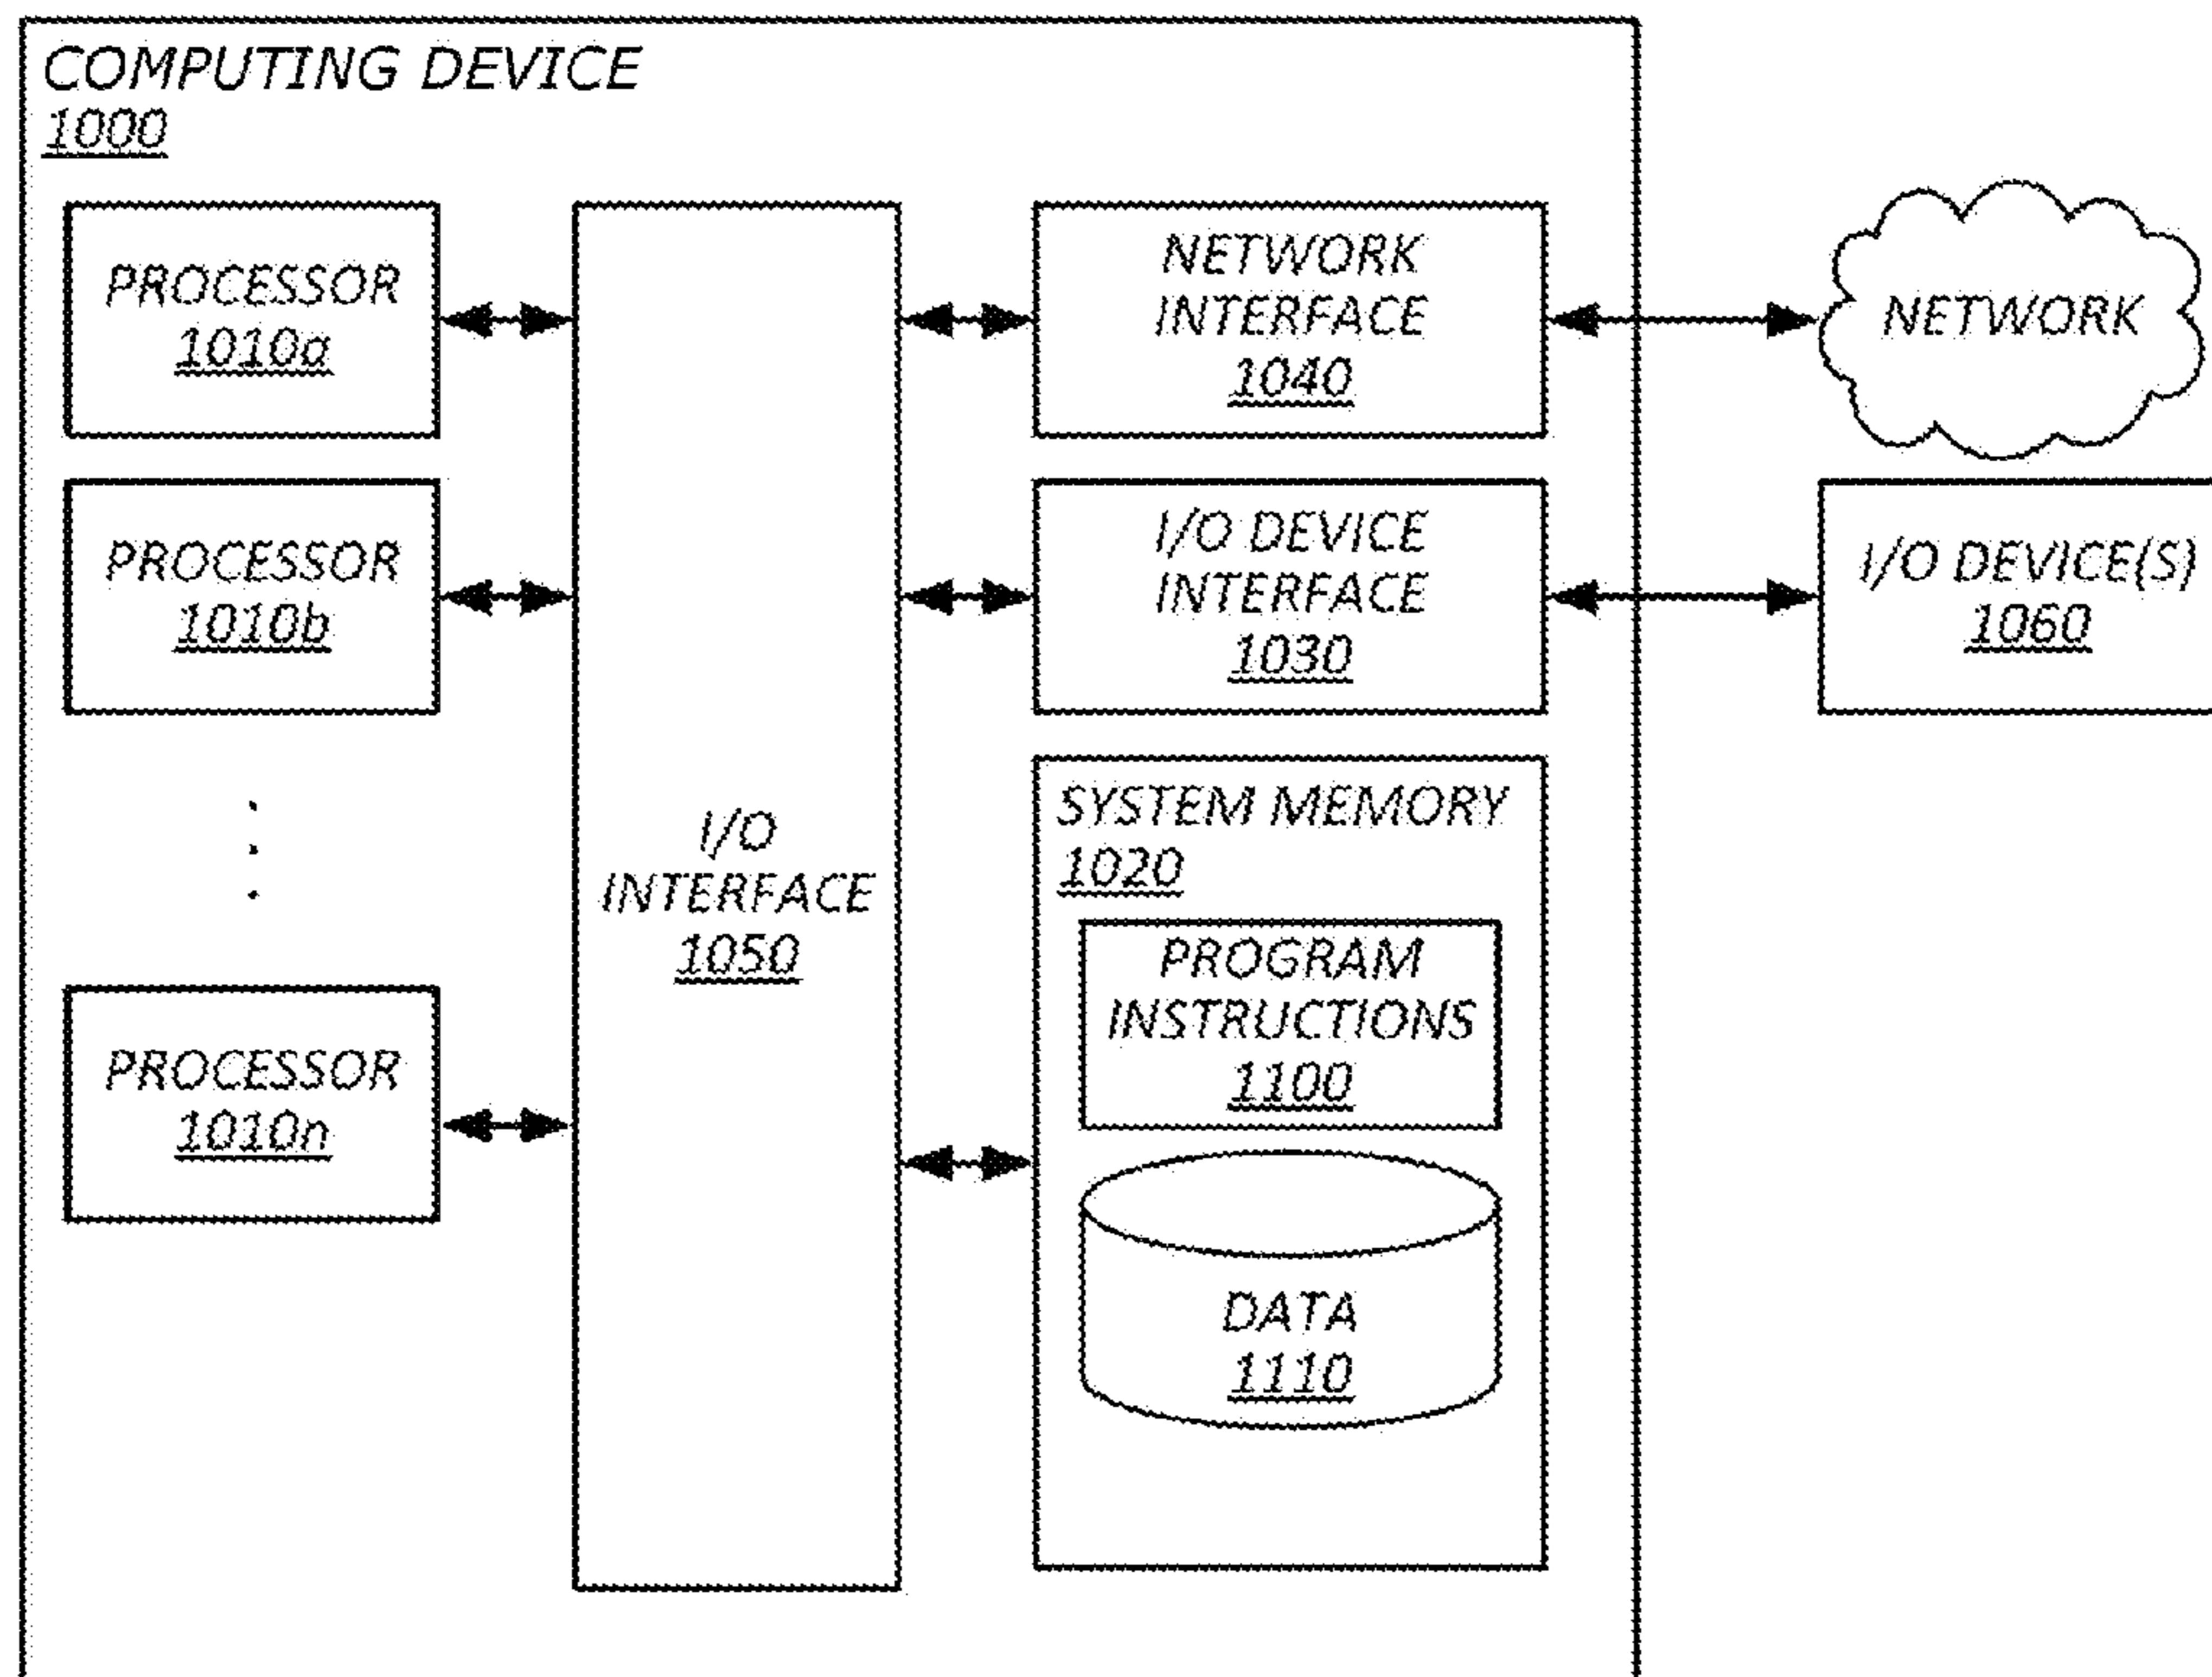 COMPUTING DEVICE
1000
PROCESSOR
1010a
PROCESSOR
1010b
PROCESSOR
1010n
I/O
INTERFACE
1050
NETWORK
INTERFACE
1040
I/O DEVICE
INTERFACE
1030
SYSTEM MEMORY
1020
PROGRAM
INSTRUCTIONS
1100
DATA
1110
NETWORK
I/O DEVICE(S)
1060